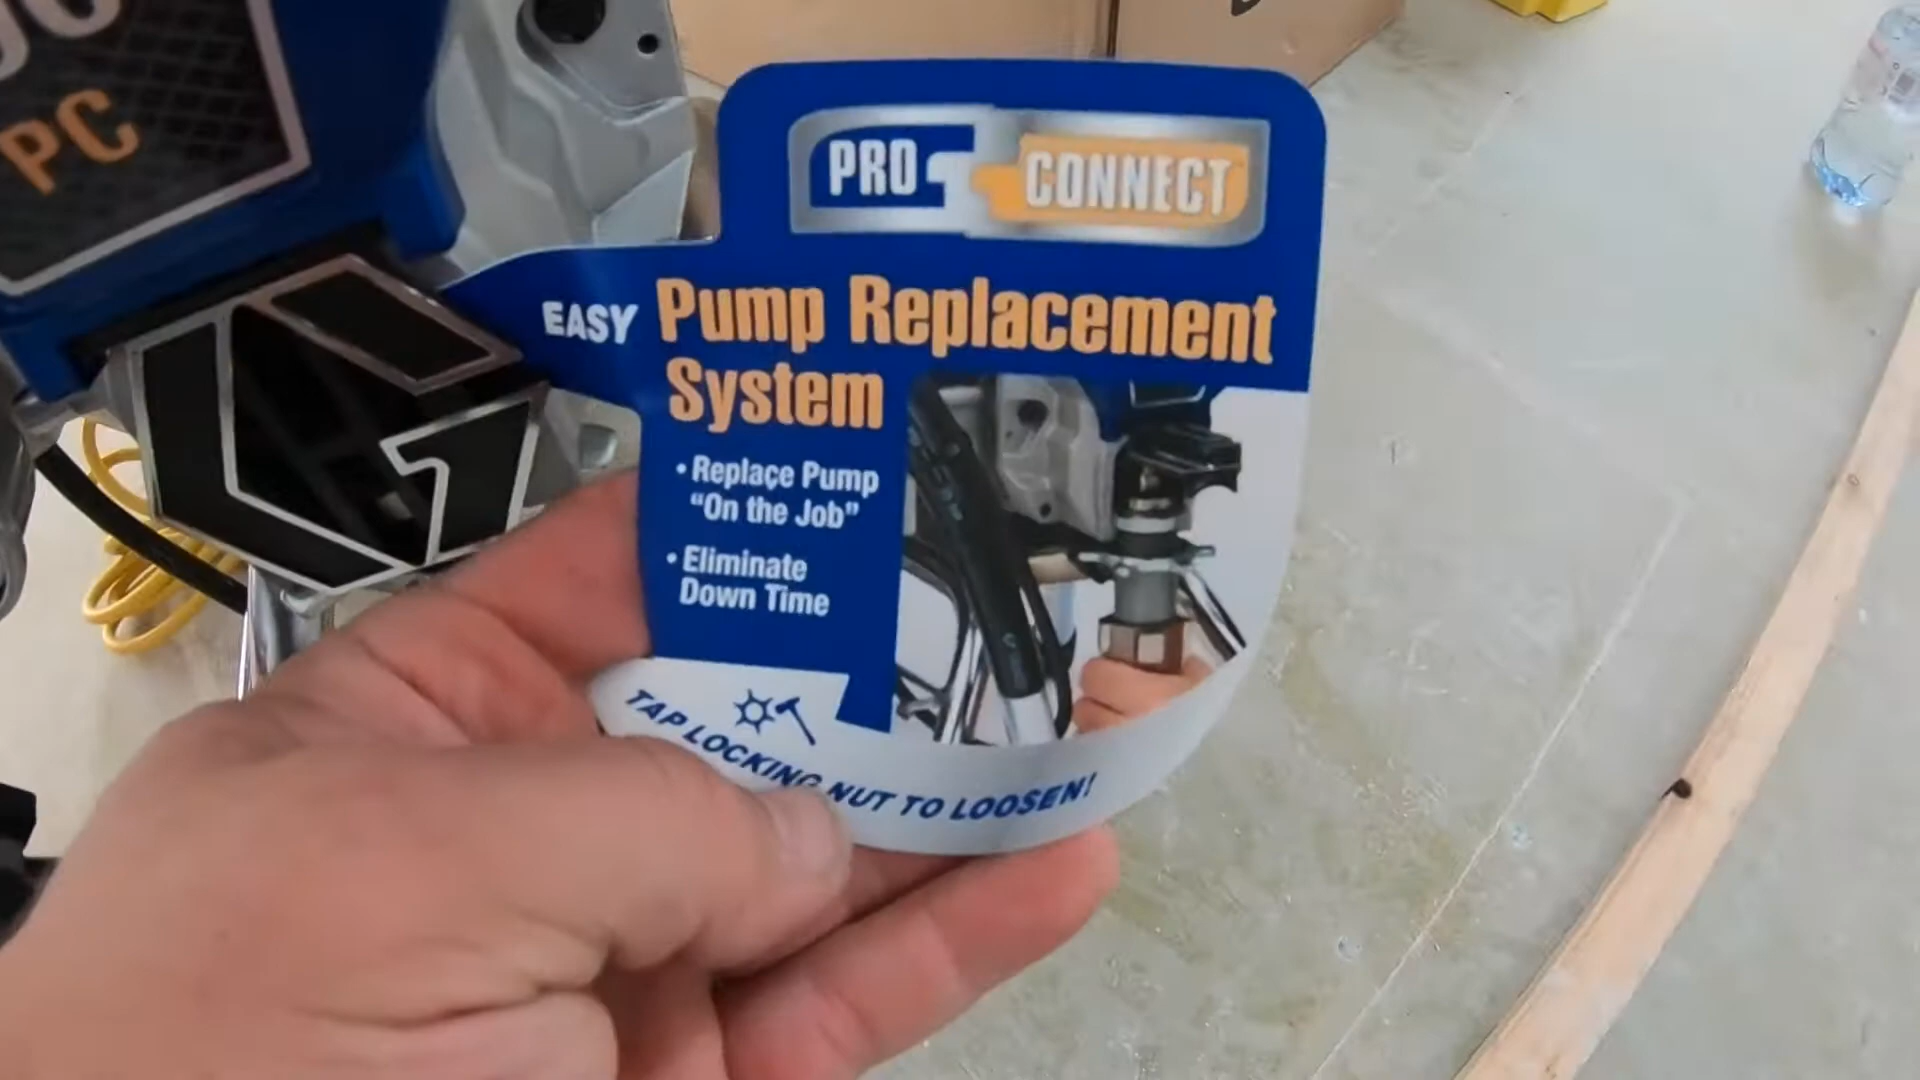 PC
PRO CONNECT
EASY Pump Replacement
System
• Replace Pump
"On the Job"
• Eliminate
Down Time
TAP LOCKING NUT TO LOOSEN!